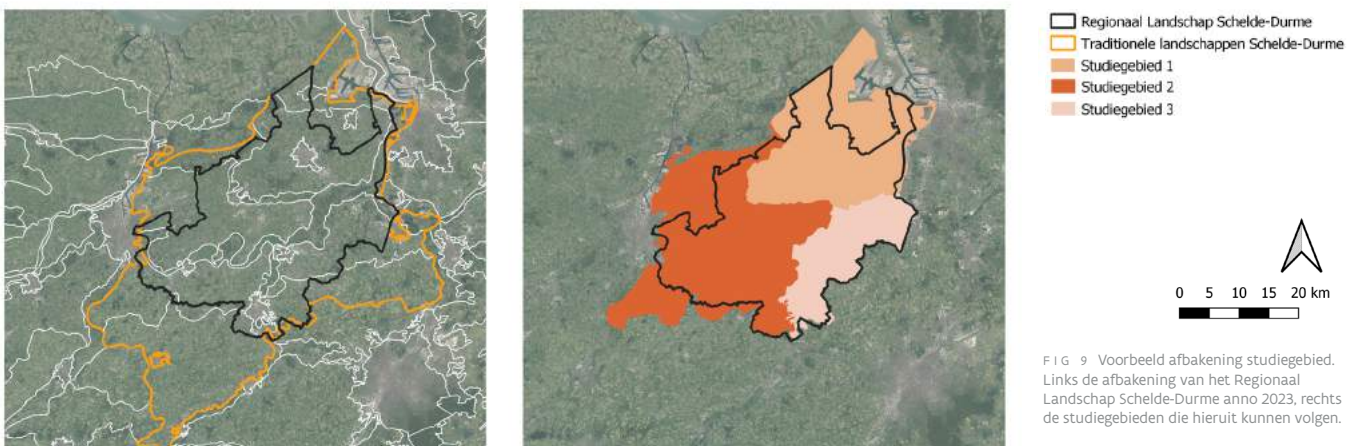 Regionaal Landschap Schelde-Durme
Traditionele landschappen Schelde-Durme
Studiegebied 1
Studiegebied 2
Studiegebied 3
0 5 10 15 20 km
FIG 9 Voorbeeld afbakening studiegebied.
Links de afbakening van het Regionaal
Landschap Schelde-Durme anno 2023, rechts
de studiegebieden die hieruit kunnen volgen.